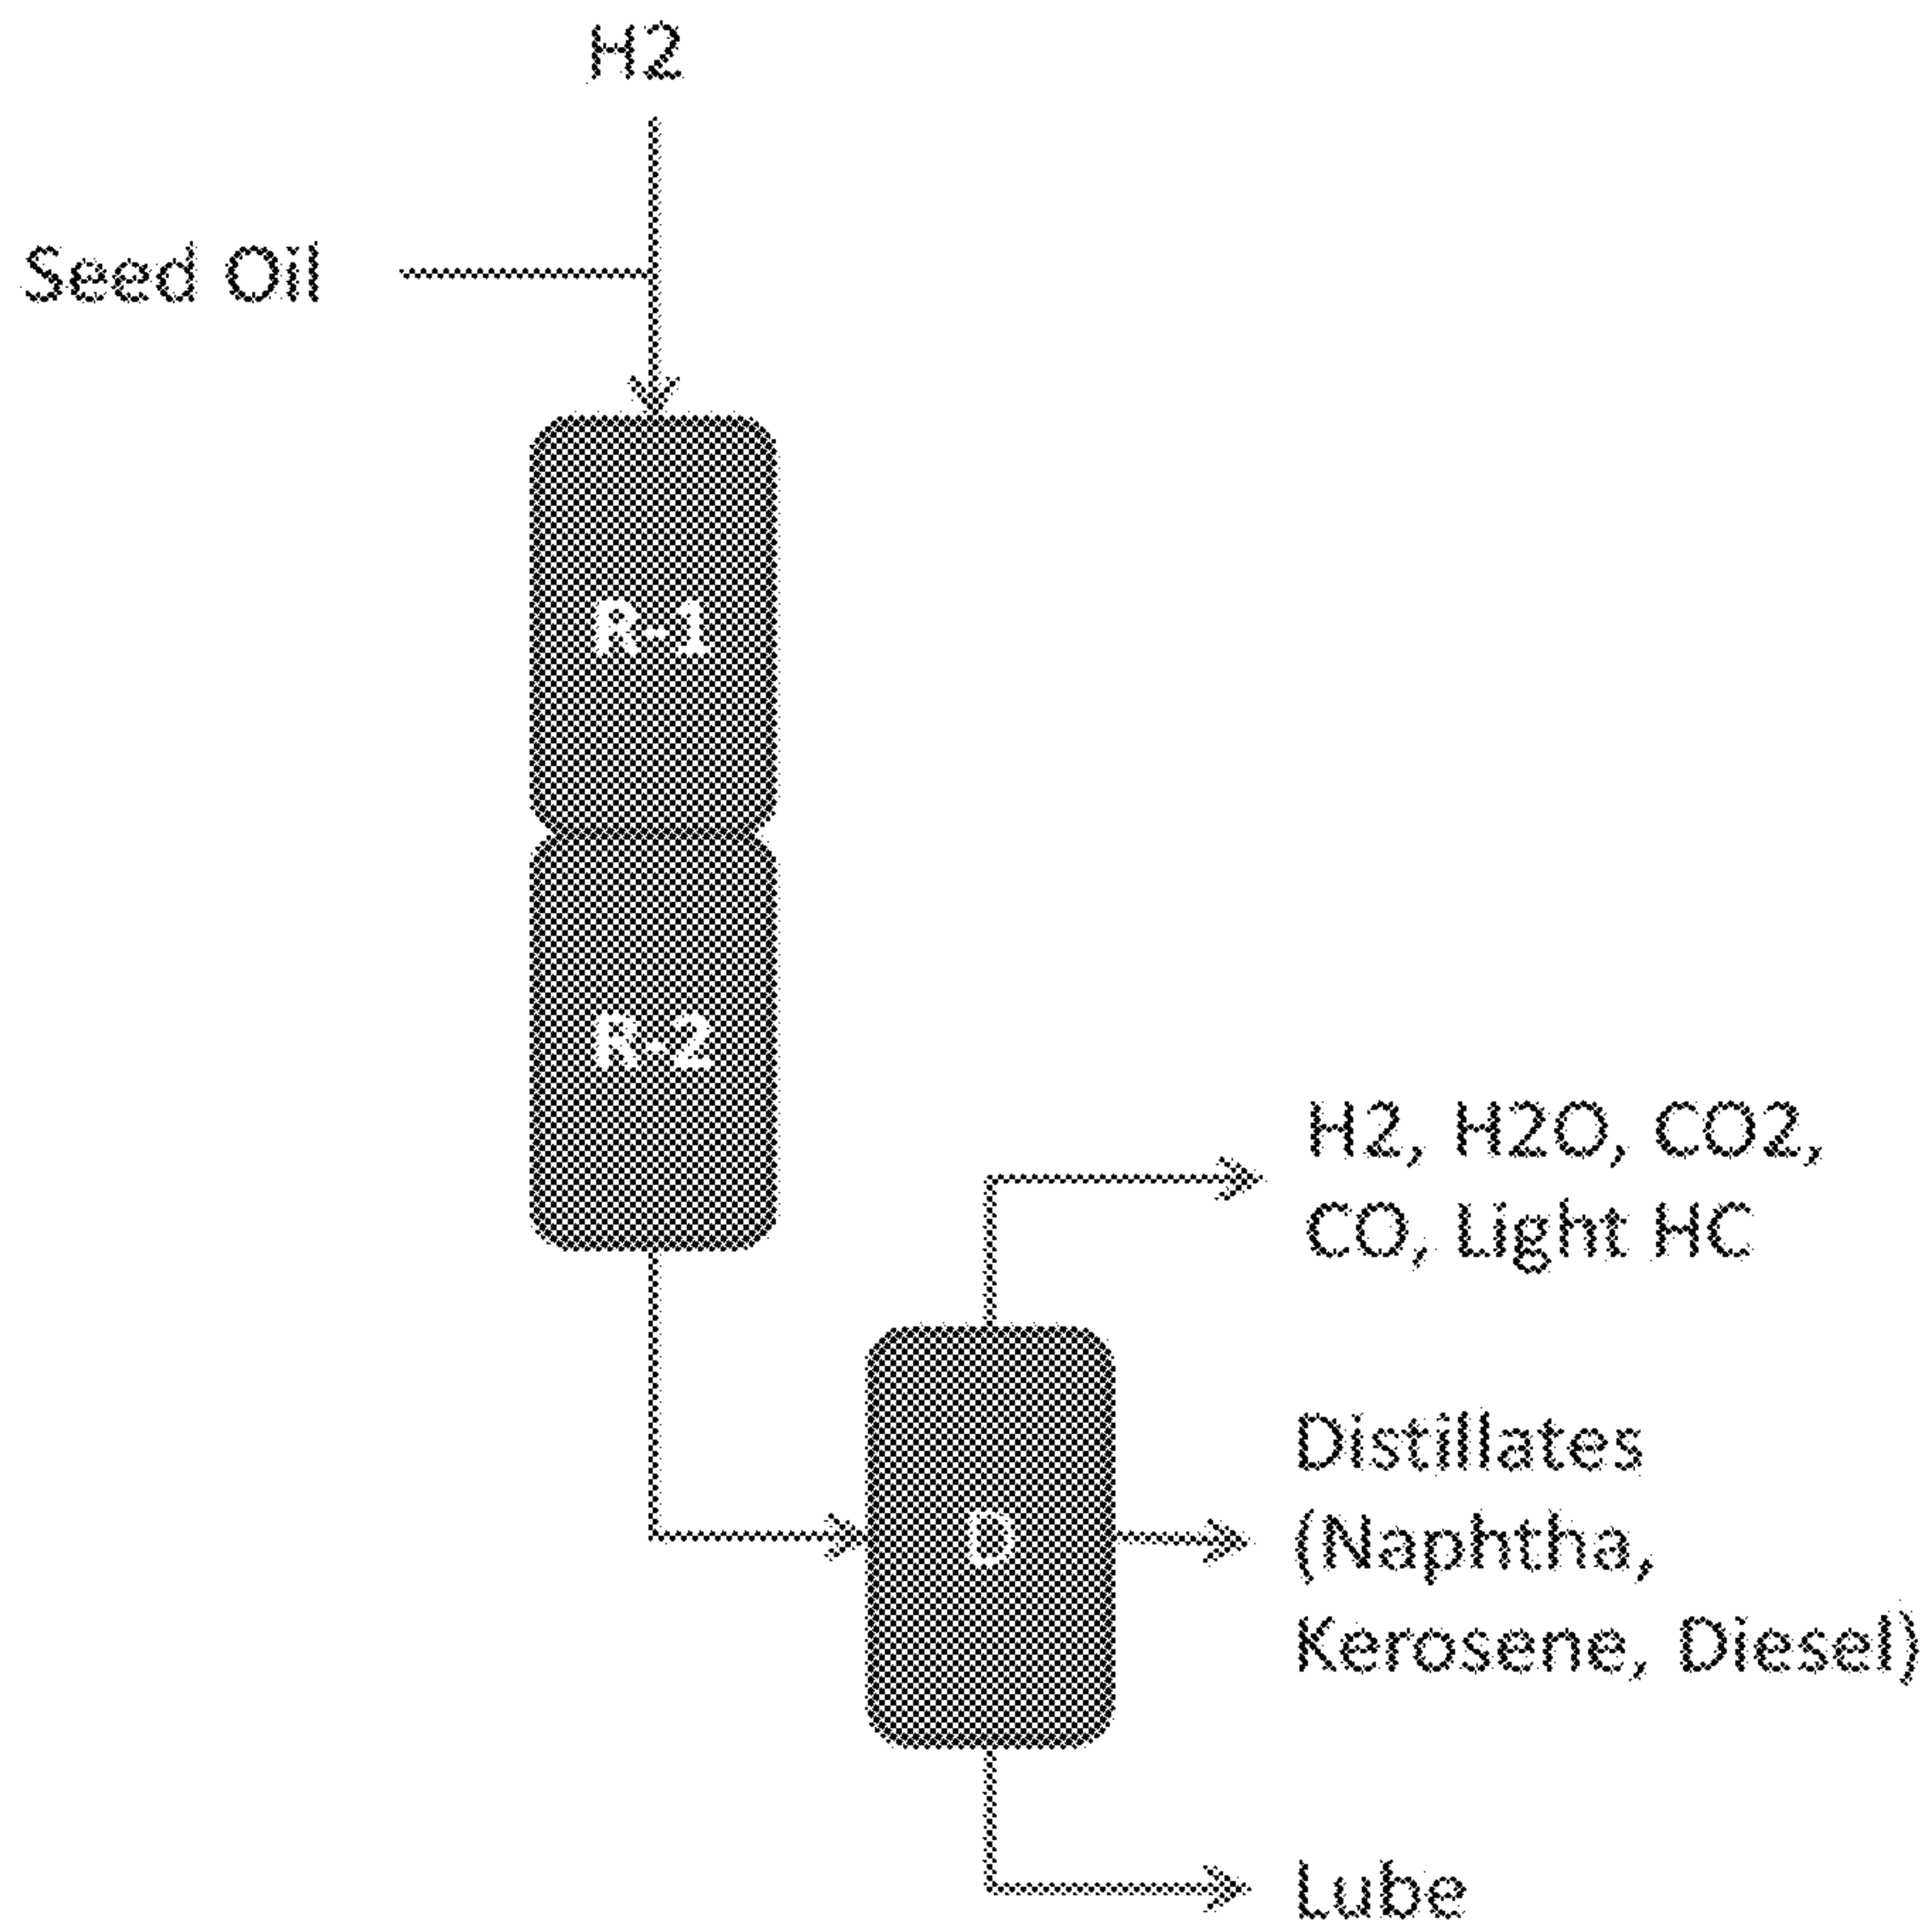 H2
Seed Oil
R-1
R-2
H2, H2O, CO2,
CO, Light HC
D
Distillates
(Naphtha,
Kerosene, Diesel)
Lube